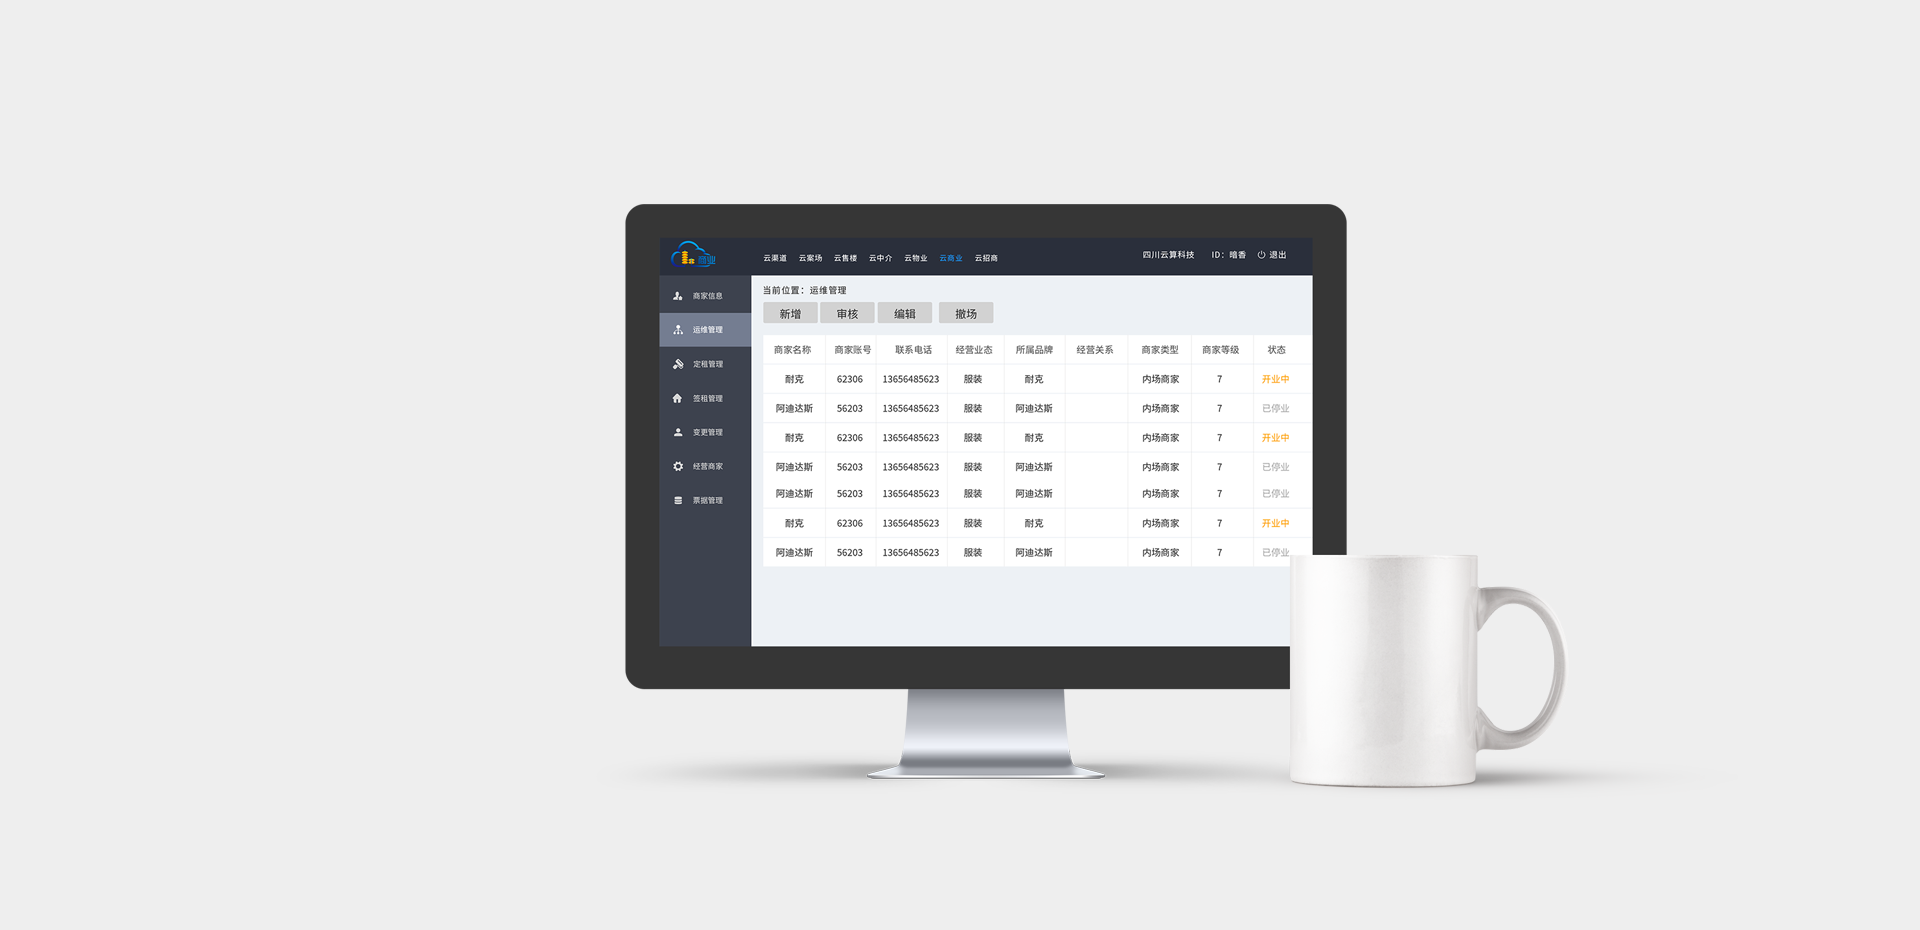 商业
云渠道 云案场 云售楼 云中介 云物业 云商业 云招商
四川云算科技 ID：暗香 退出
商家信息
运维管理
定租管理
签租管理
变更管理
经营商家
票据管理
当前位置：运维管理
新增 审核 编辑 撤场
商家名称 商家账号 联系电话 经营业态 所属品牌 经营关系 商家类型 商家等级 状态
耐克 62306 13656485623 服装 耐克 内场商家 7 开业中
阿迪达斯 56203 13656485623 服装 阿迪达斯 内场商家 7 已停业
耐克 62306 13656485623 服装 耐克 内场商家 7 开业中
阿迪达斯 56203 13656485623 服装 阿迪达斯 内场商家 7 已停业
阿迪达斯 56203 13656485623 服装 阿迪达斯 内场商家 7 已停业
耐克 62306 13656485623 服装 耐克 内场商家 7 开业中
阿迪达斯 56203 13656485623 服装 阿迪达斯 内场商家 7 已停业